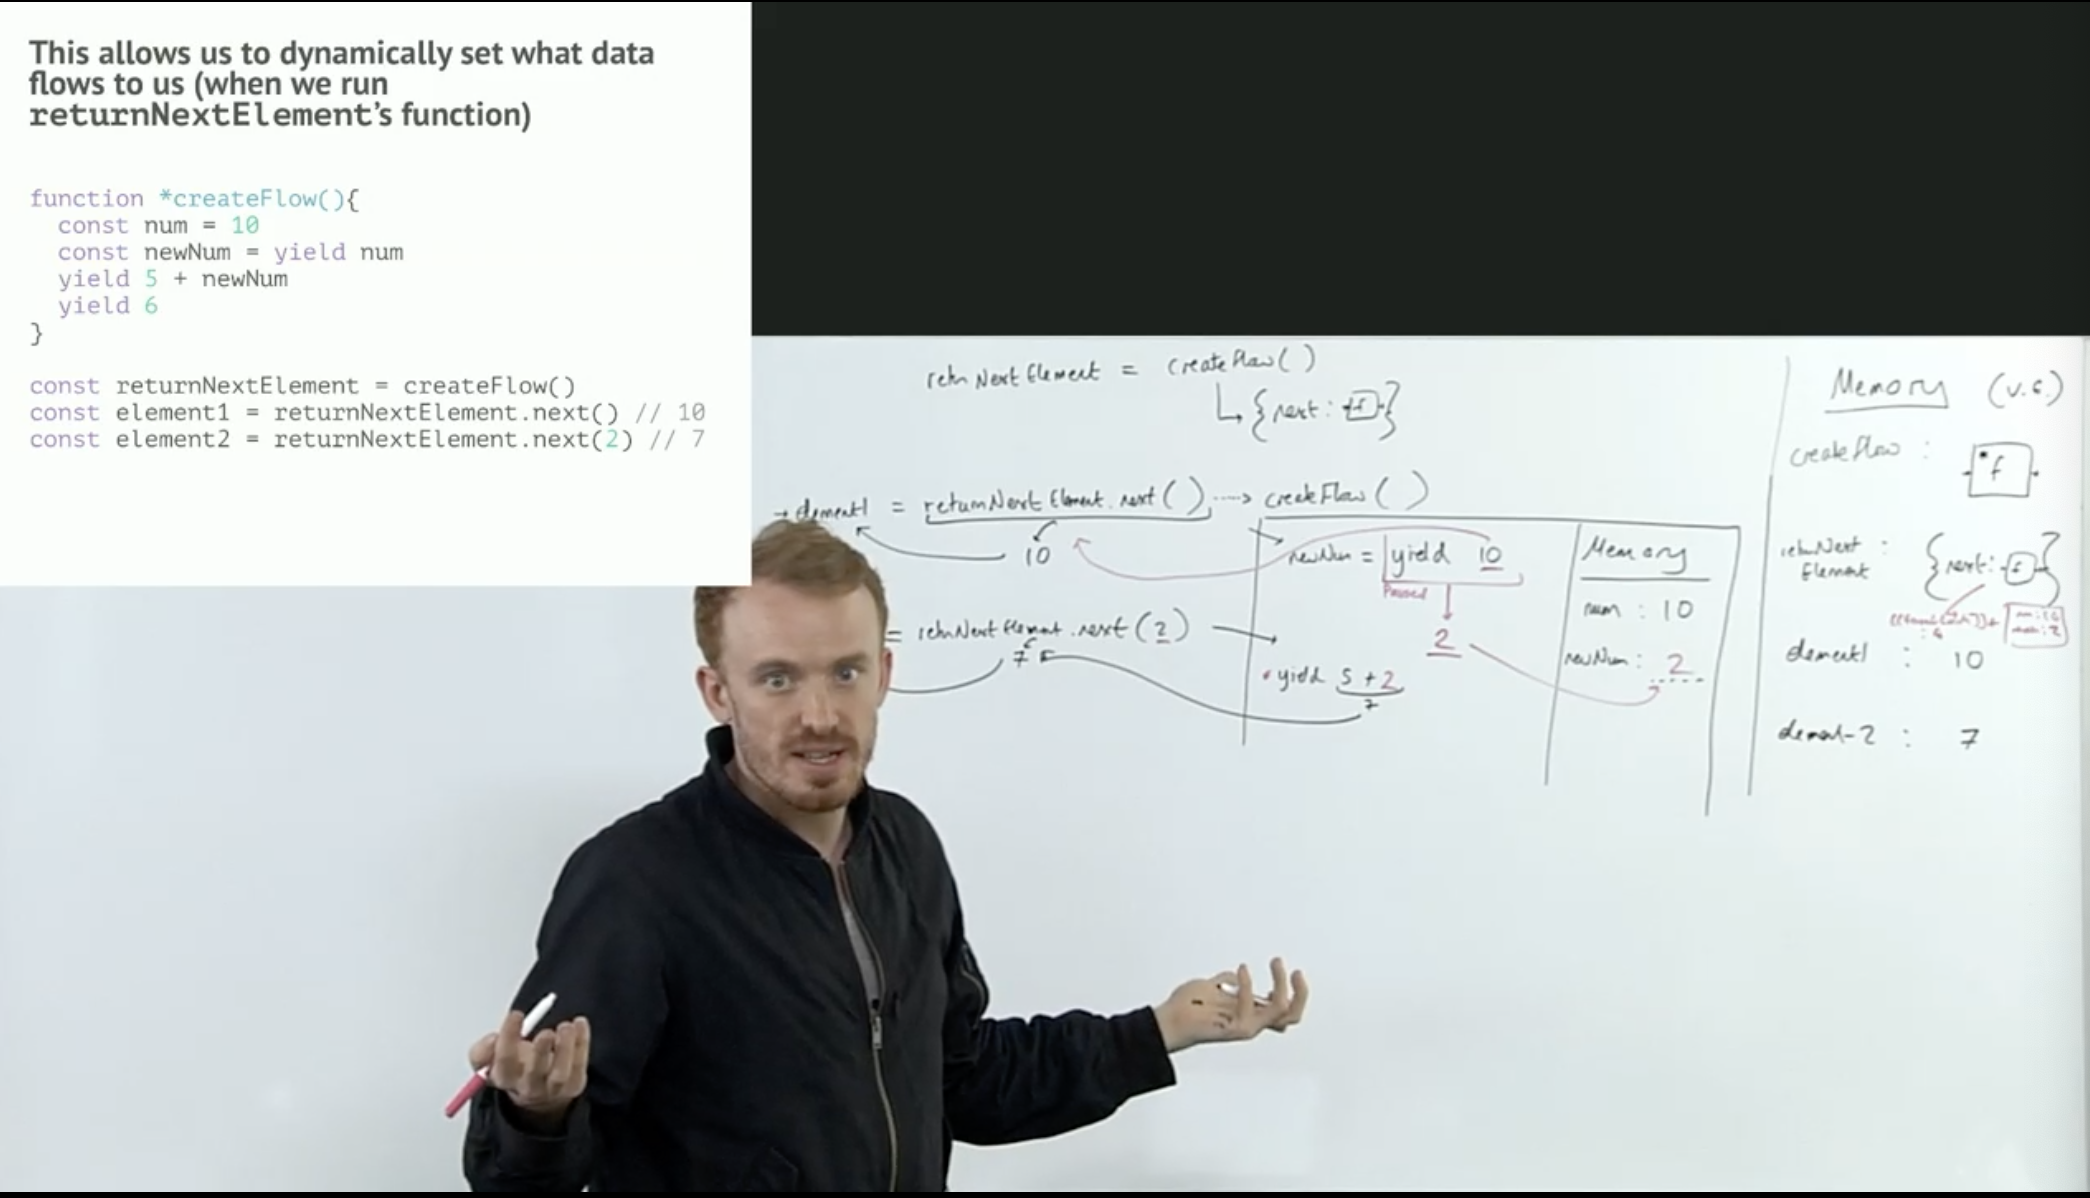 This allows us to dynamically set what data
flows to us (when we run
returnNextElement's function)
function *createFlow(){
const num = 10
const newNum = yield num
yield 5 + newNum
yield 6
}
const returnNextElement = createFlow()
const element1 = returnNextElement.next() // 10
const element2 = returnNextElement.next(2) // 7
retnNextElement = createFlow()
{next: f}
element1 = returnNextElement.next() createFlow()
10
newNum = yield 10
Paused
2
= retnNextElement.next(2)
7
yield 5 + 2
7
Memory
num : 10
newNum : 2
Memory (v.e.)
createFlow : *f
retnNext
Element : {next: f}
element1 : 10
element-2 : 7